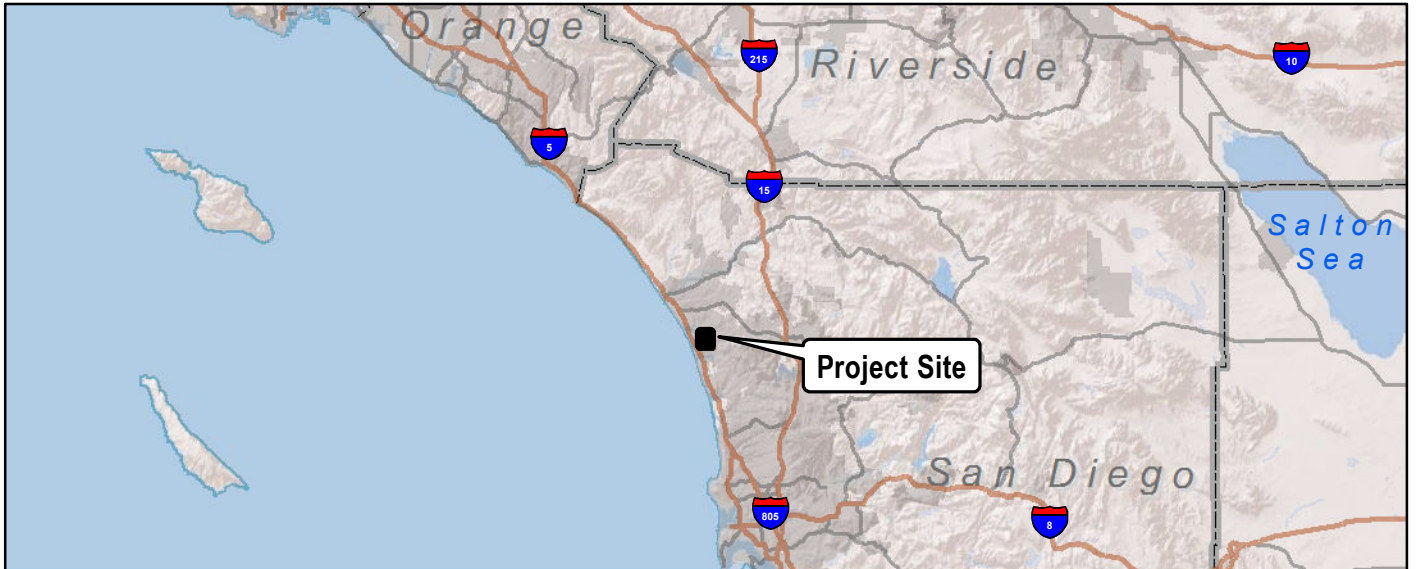 Orange
Riverside
215
10
5
15
Salton
Sea
Project Site
San Diego
805
8